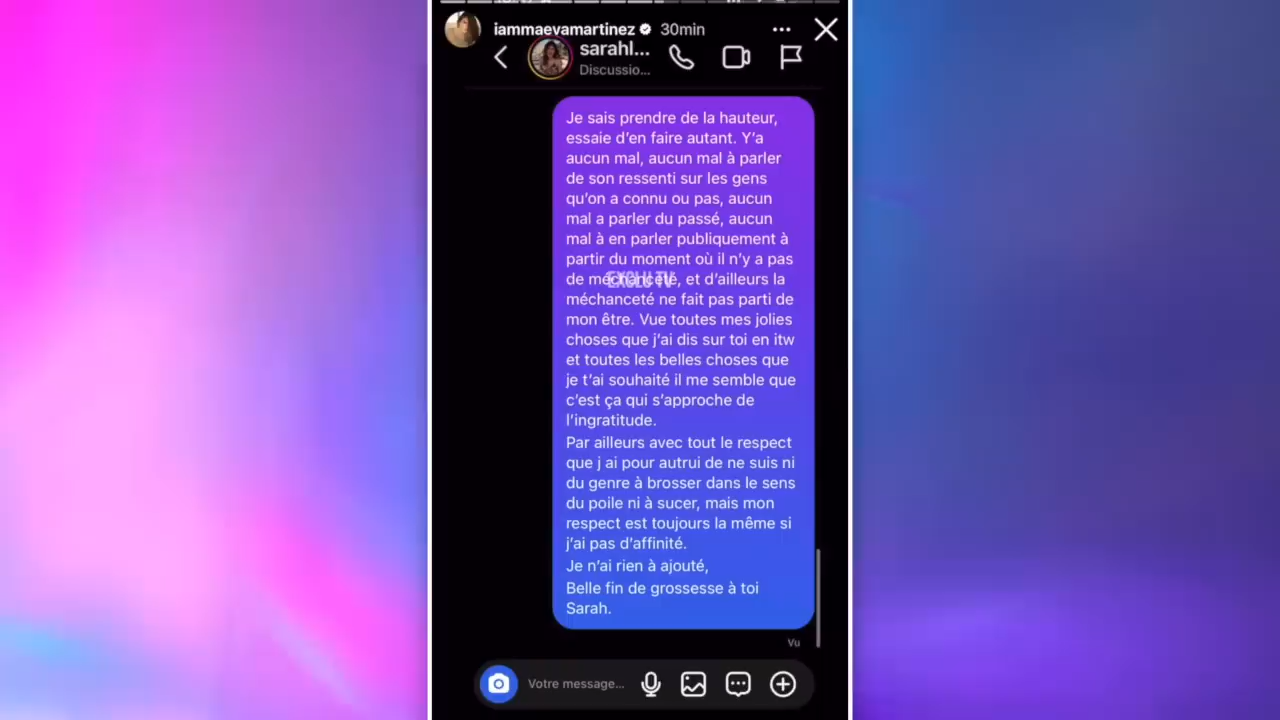 iammaevamartinez 30min
sarahl...
Discussio...
Je sais prendre de la hauteur,
essaie d'en faire autant. Y'a
aucun mal, aucun mal à parler
de son ressenti sur les gens
qu'on a connu ou pas, aucun
mal a parler du passé, aucun
mal à en parler publiquement à
partir du moment où il n'y a pas
de méchanceté, et d'ailleurs la
EXCLU TV
méchanceté ne fait pas parti de
mon être. Vue toutes mes jolies
choses que j'ai dis sur toi en itw
et toutes les belles choses que
je t'ai souhaité il me semble que
c'est ça qui s'approche de
l'ingratitude.
Par ailleurs avec tout le respect
que j ai pour autrui de ne suis ni
du genre à brosser dans le sens
du poile ni à sucer, mais mon
respect est toujours la même si
j'ai pas d'affinité.
Je n'ai rien à ajouté,
Belle fin de grossesse à toi
Sarah.
Vu
Votre message...